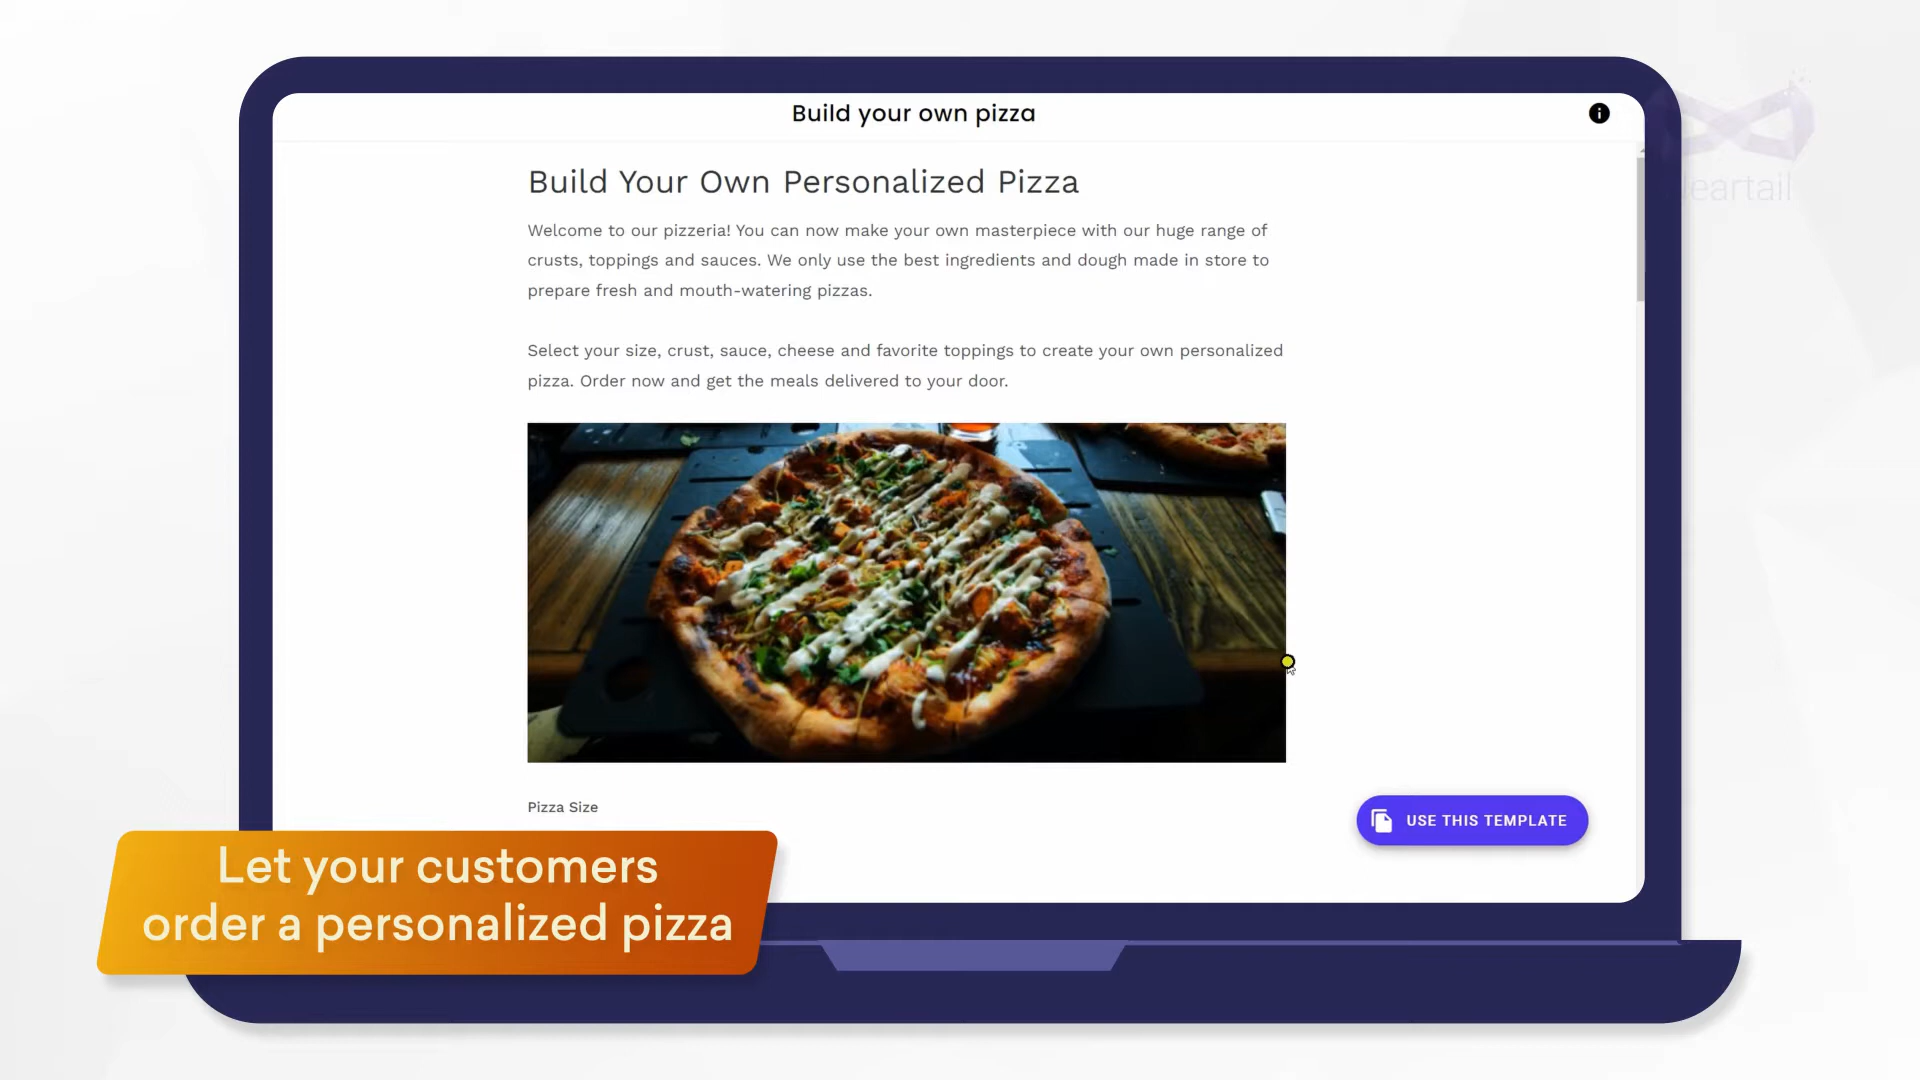 Build your own pizza
Build Your Own Personalized Pizza
Welcome to our pizzeria! You can now make your own masterpiece with our huge range of
crusts, toppings and sauces. We only use the best ingredients and dough made in store to
prepare fresh and mouth-watering pizzas.
Select your size, crust, sauce, cheese and favorite toppings to create your own personalized
pizza. Order now and get the meals delivered to your door.
Pizza Size
USE THIS TEMPLATE
Let your customers
order a personalized pizza